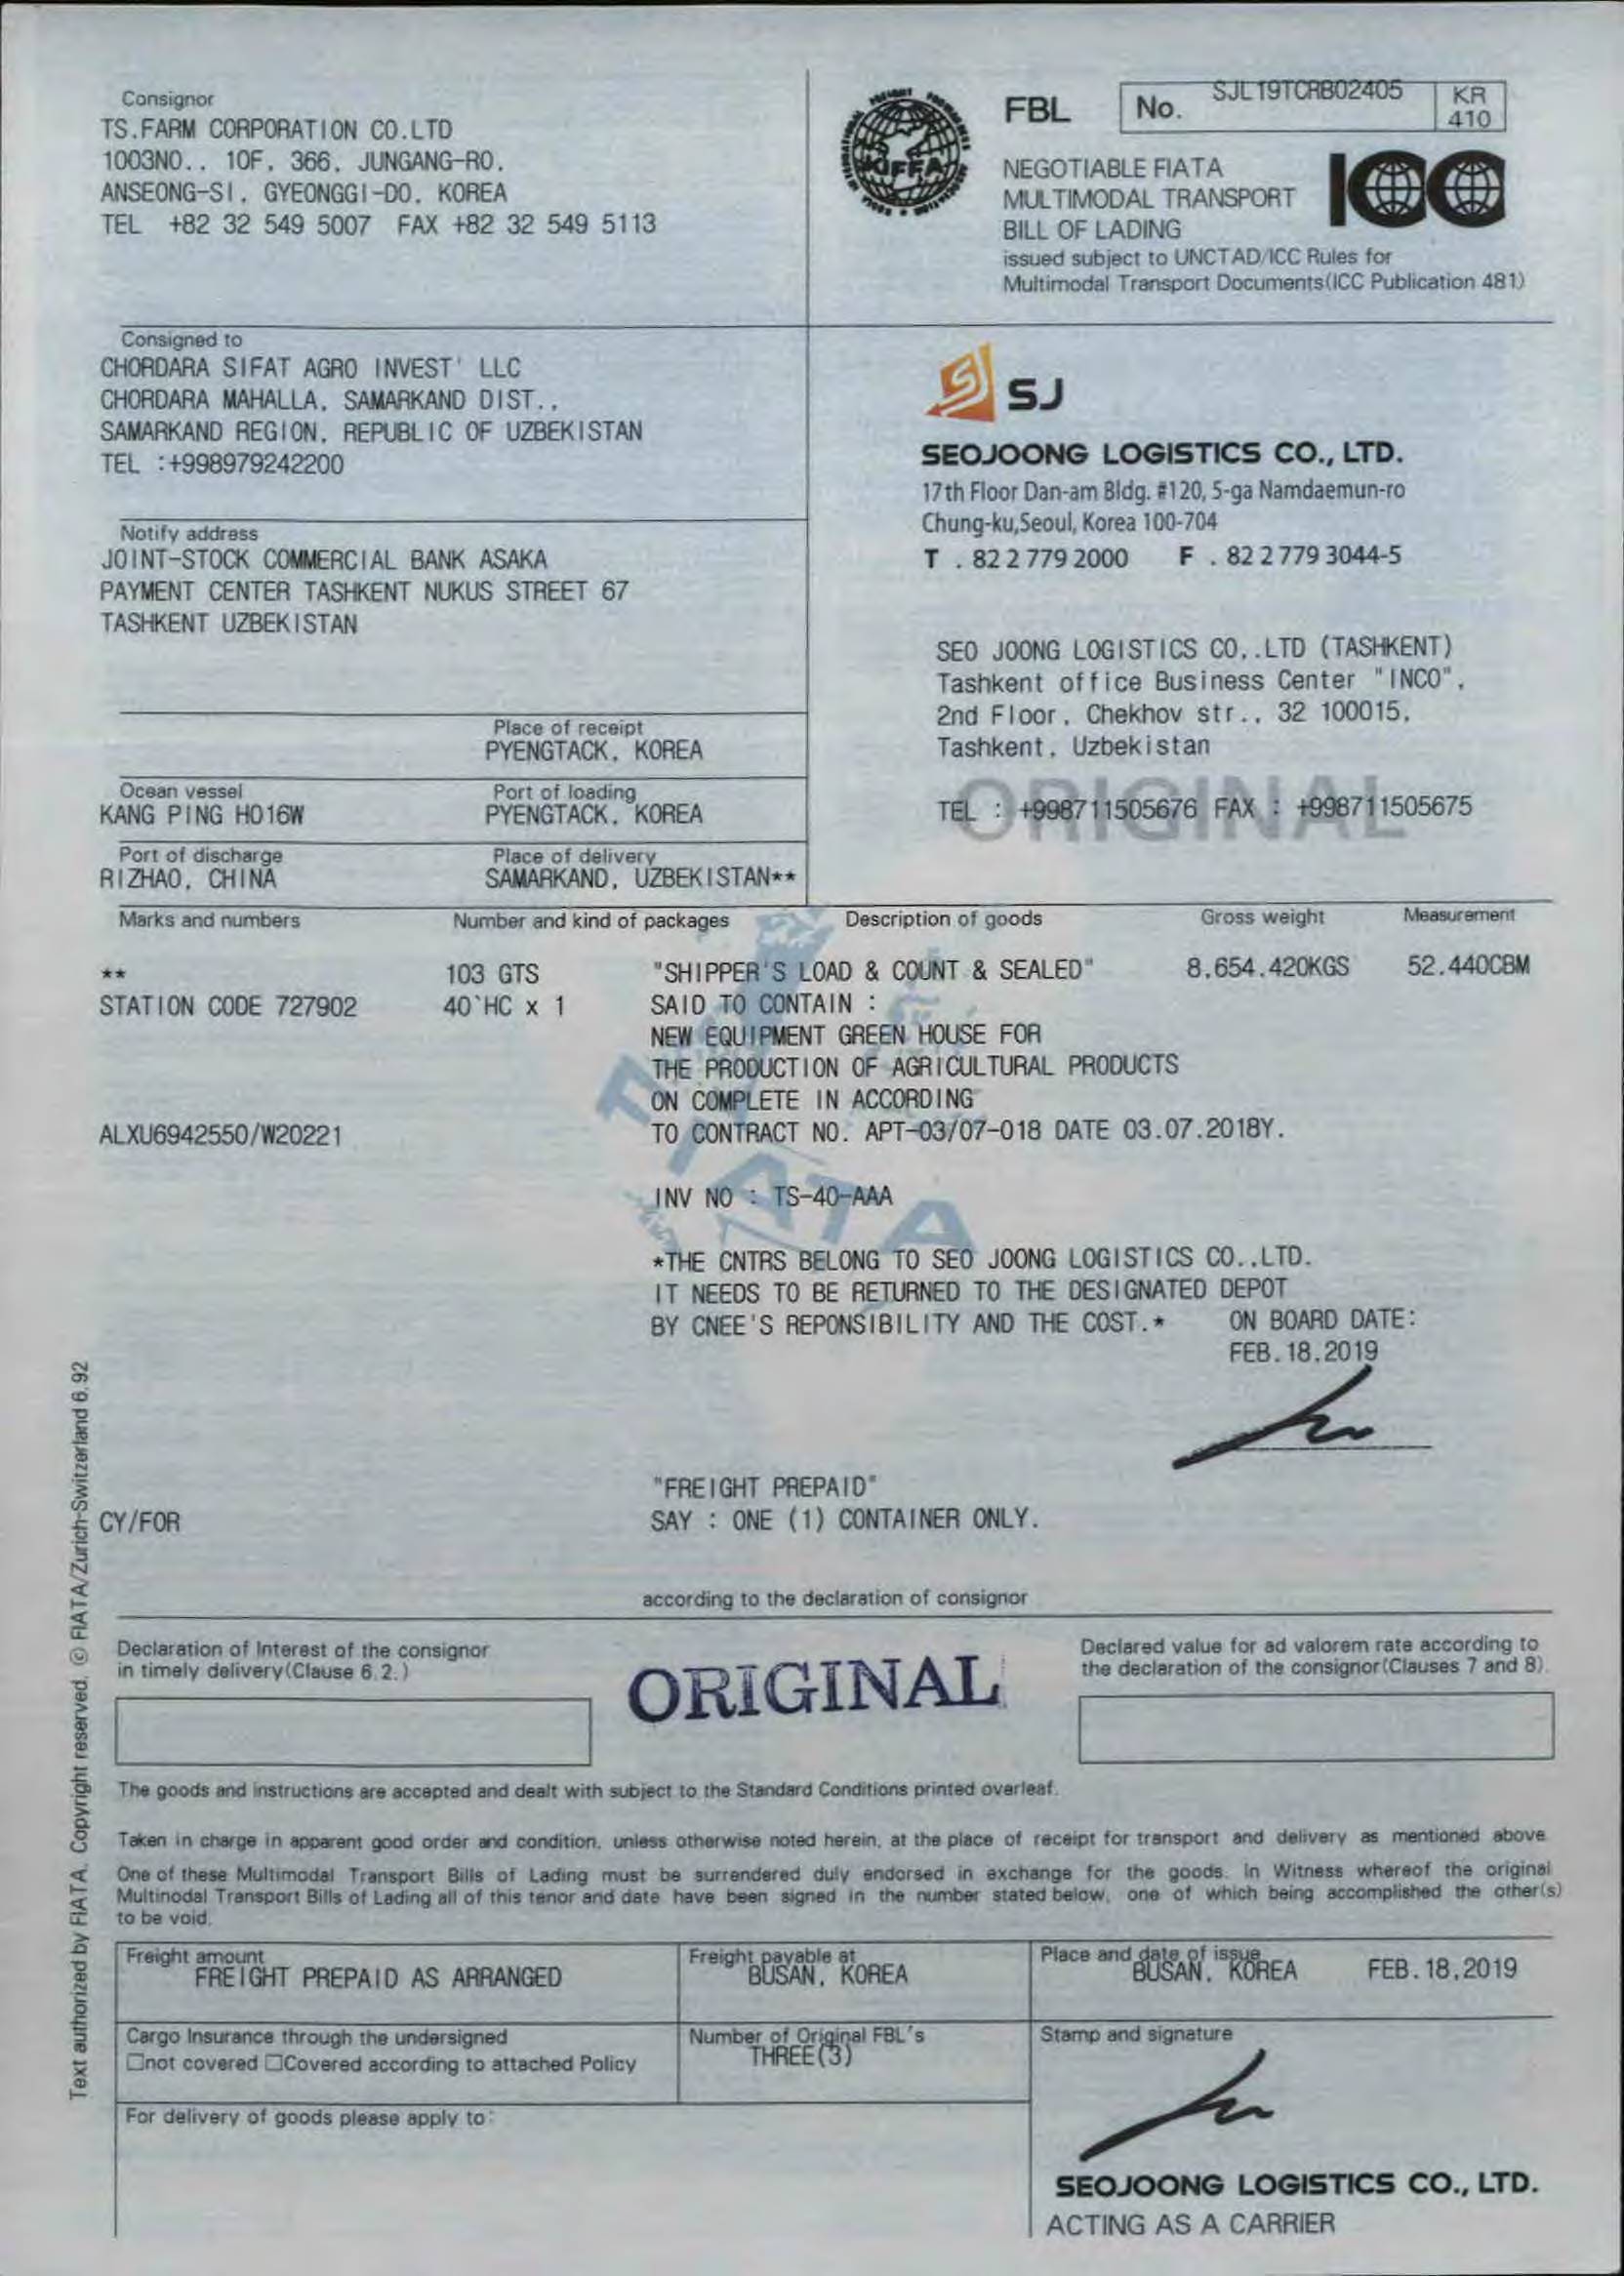 Consignor
TS.FARM CORPORATION CO.LTD
1003NO., 10F, 366, JUNGANG-RO,
ANSEONG-SI, GYEONGGI-DO, KOREA
TEL +82 32 549 5007 FAX +82 32 549 5113
KIFFA
FBL
No. SJL19TCRB02405
KR 410
NEGOTIABLE FIATA
MULTIMODAL TRANSPORT
BILL OF LADING
issued subject to UNCTAD/ICC Rules for
Multimodal Transport Documents(ICC Publication 481)
ICC
Consigned to
CHORDARA SIFAT AGRO INVEST' LLC
CHORDARA MAHALLA, SAMARKAND DIST.,
SAMARKAND REGION, REPUBLIC OF UZBEKISTAN
TEL :+998979242200
SJ
SEOJOONG LOGISTICS CO., LTD.
17th Floor Dan-am Bldg. #120, 5-ga Namdaemun-ro
Chung-ku,Seoul, Korea 100-704
T . 82 2 779 2000 F . 82 2 779 3044-5
Notify address
JOINT-STOCK COMMERCIAL BANK ASAKA
PAYMENT CENTER TASHKENT NUKUS STREET 67
TASHKENT UZBEKISTAN
SEO JOONG LOGISTICS CO,.LTD (TASHKENT)
Tashkent office Business Center "INCO",
2nd Floor, Chekhov str., 32 100015,
Tashkent, Uzbekistan
ORIGINAL
TEL : +998711505676 FAX : +998711505675
Place of receipt
PYENGTACK, KOREA
Ocean vessel
KANG PING H016W
Port of loading
PYENGTACK, KOREA
Port of discharge
RIZHAO, CHINA
Place of delivery
SAMARKAND, UZBEKISTAN**
Marks and numbers Number and kind of packages Description of goods Gross weight Measurement
** 103 GTS "SHIPPER'S LOAD & COUNT & SEALED" 8,654.420KGS 52.440CBM
STATION CODE 727902 40`HC x 1 SAID TO CONTAIN :
NEW EQUIPMENT GREEN HOUSE FOR
THE PRODUCTION OF AGRICULTURAL PRODUCTS
ON COMPLETE IN ACCORDING
ALXU6942550/W20221 TO CONTRACT NO. APT-03/07-018 DATE 03.07.2018Y.
FIATA
INV NO : TS-40-AAA
*THE CNTRS BELONG TO SEO JOONG LOGISTICS CO.,LTD.
IT NEEDS TO BE RETURNED TO THE DESIGNATED DEPOT
BY CNEE'S REPONSIBILITY AND THE COST.* ON BOARD DATE:
FEB.18,2019
"FREIGHT PREPAID"
CY/FOR SAY : ONE (1) CONTAINER ONLY.
according to the declaration of consignor
Declaration of Interest of the consignor
in timely delivery(Clause 6.2.)
ORIGINAL
Declared value for ad valorem rate according to
the declaration of the consignor(Clauses 7 and 8).
The goods and instructions are accepted and dealt with subject to the Standard Conditions printed overleaf.
Taken in charge in apparent good order and condition, unless otherwise noted herein, at the place of receipt for transport and delivery as mentioned above
One of these Multimodal Transport Bills of Lading must be surrendered duly endorsed in exchange for the goods. In Witness whereof the original
Multinodal Transport Bills of Lading all of this tenor and date have been signed in the number stated below, one of which being accomplished the other(s)
to be void.
Freight amount
FREIGHT PREPAID AS ARRANGED
Freight payable at
BUSAN, KOREA
Place and date of issue
BUSAN, KOREA FEB.18,2019
Cargo Insurance through the undersigned
□not covered □Covered according to attached Policy
Number of Original FBL's
THREE(3)
Stamp and signature
For delivery of goods please apply to:
SEOJOONG LOGISTICS CO., LTD.
ACTING AS A CARRIER
Text authorized by FIATA. Copyright reserved. © FIATA/Zurich-Switzerland 6.92